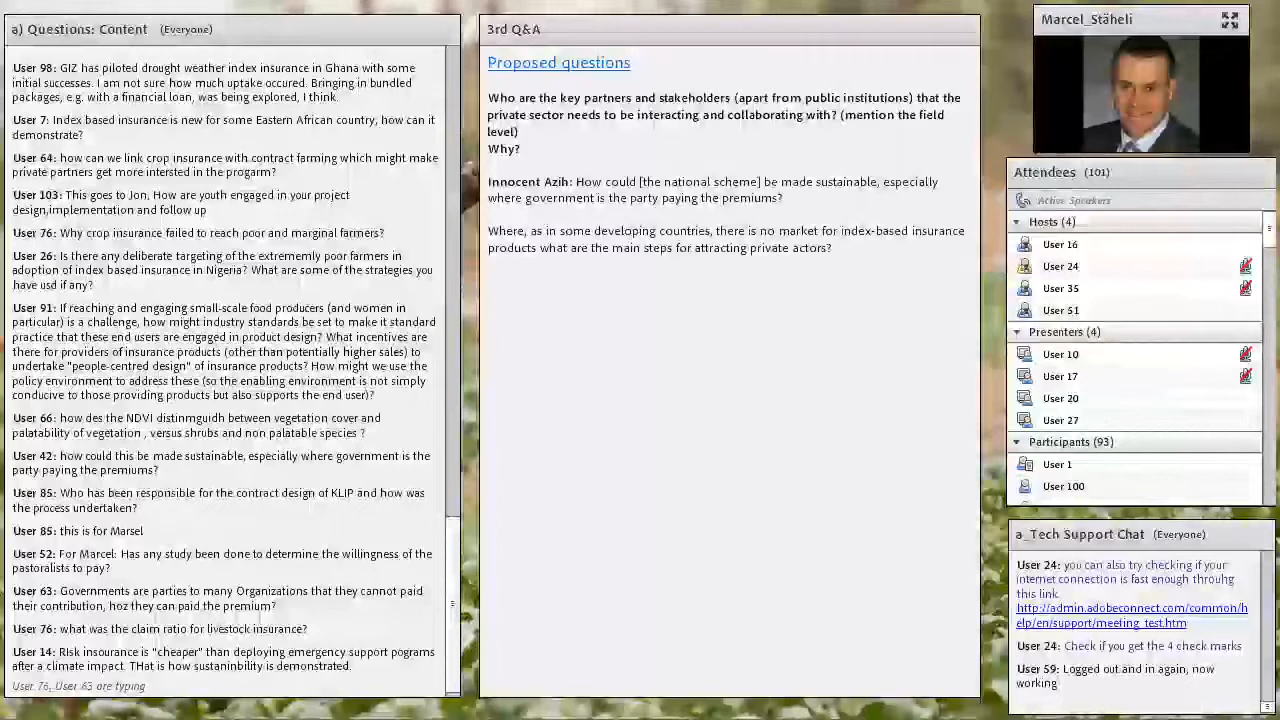 a) Questions: Content (Everyone)
User 98: GIZ has piloted drought weather index insurance in Ghana with some
initial successes. I am not sure how much uptake occured. Bringing in bundled
packages, e.g. with a financial loan, was being explored, I think.
User 7: Index based insurance is new for some Eastern African country, how can it
demonstrate?
User 64: how can we link crop insurance with contract farming which might make
private partners get more intersted in the progarm?
User 103: This goes to Jon. How are youth engaged in your project
design,implementation and follow up
User 76: Why crop insurance failed to reach poor and marginal farmers?
User 26: Is there any deliberate targeting of the extrememly poor farmers in
adoption of index based insurance in Nigeria? What are some of the strategies you
have usd if any?
User 91: If reaching and engaging small-scale food producers (and women in
particular) is a challenge, how might industry standards be set to make it standard
practice that these end users are engaged in product design? What incentives are
there for providers of insurance products (other than potentially higher sales) to
undertake "people-centred design" of insurance products? How might we use the
policy environment to address these (so the enabling environment is not simply
conducive to those providing products but also supports the end user)?
User 66: how des the NDVI distinmguidh between vegetation cover and
palatability of vegetation , versus shrubs and non palatable species ?
User 42: how could this be made sustainable, especially where government is the
party paying the premiums?
User 85: Who has been responsible for the contract design of KLIP and how was
the process undertaken?
User 85: this is for Marsel
User 52: For Marcel: Has any study been done to determine the willingness of the
pastoralists to pay?
User 63: Governments are parties to many Organizations that they cannot paid
their contribution, hoz they can paid the premium?
User 76: what was the claim ratio for livestock insurance?
User 14: Risk insourance is "cheaper" than deploying emergency support pograms
after a climate impact. THat is how sustaninbility is demonstrated.
User 76, User 63 are typing
3rd Q&A
Proposed questions
Who are the key partners and stakeholders (apart from public institutions) that the
private sector needs to be interacting and collaborating with? (mention the field
level)
Why?
Innocent Azih: How could [the national scheme] be made sustainable, especially
where government is the party paying the premiums?
Where, as in some developing countries, there is no market for index-based insurance
products what are the main steps for attracting private actors?
Marcel_Stäheli
Attendees (101)
Active Speakers
Hosts (4)
User 16
User 24
User 35
User 51
Presenters (4)
User 10
User 17
User 20
User 27
Participants (93)
User 1
User 100
a_Tech Support Chat (Everyone)
User 24: you can also try checking if your
internet connection is fast enough throuhg
this link.
http://admin.adobeconnect.com/common/h
elp/en/support/meeting_test.htm
User 24: Check if you get the 4 check marks
User 59: Logged out and in again, now
working